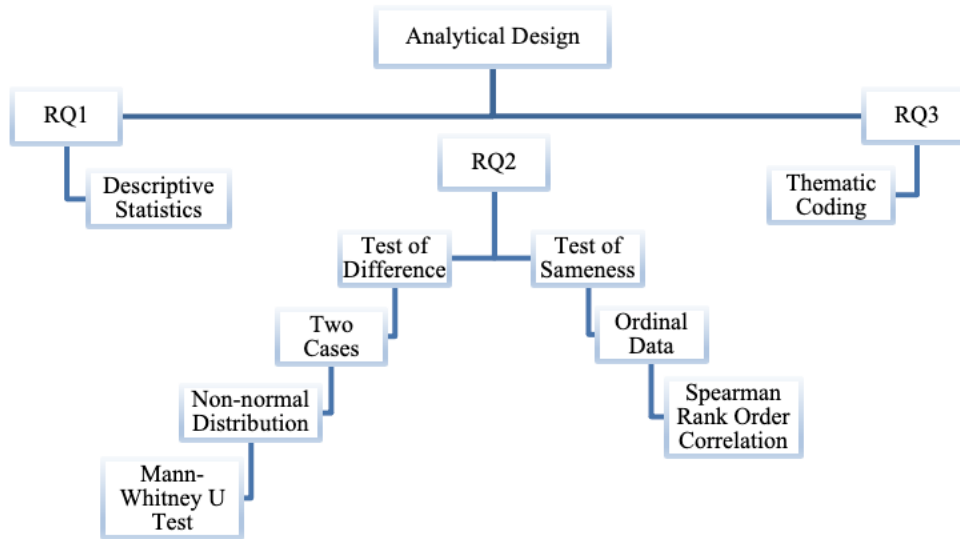 Analytical Design
RQ1
RQ3
RQ2
Descriptive
Statistics
Thematic
Coding
Test of
Difference
Test of
Sameness
Two
Cases
Ordinal
Data
Non-normal
Distribution
Spearman
Rank Order
Correlation
Mann-
Whitney U
Test